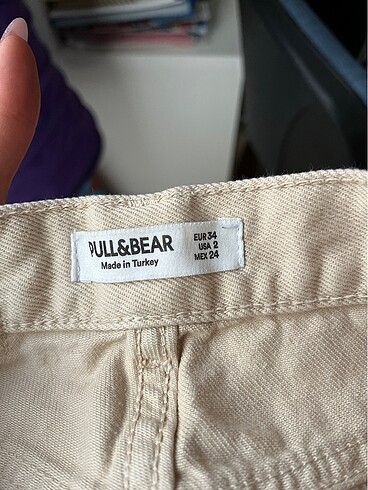 PULL&BEAR
Made in Turkey
EUR 34
USA 2
MEX 24